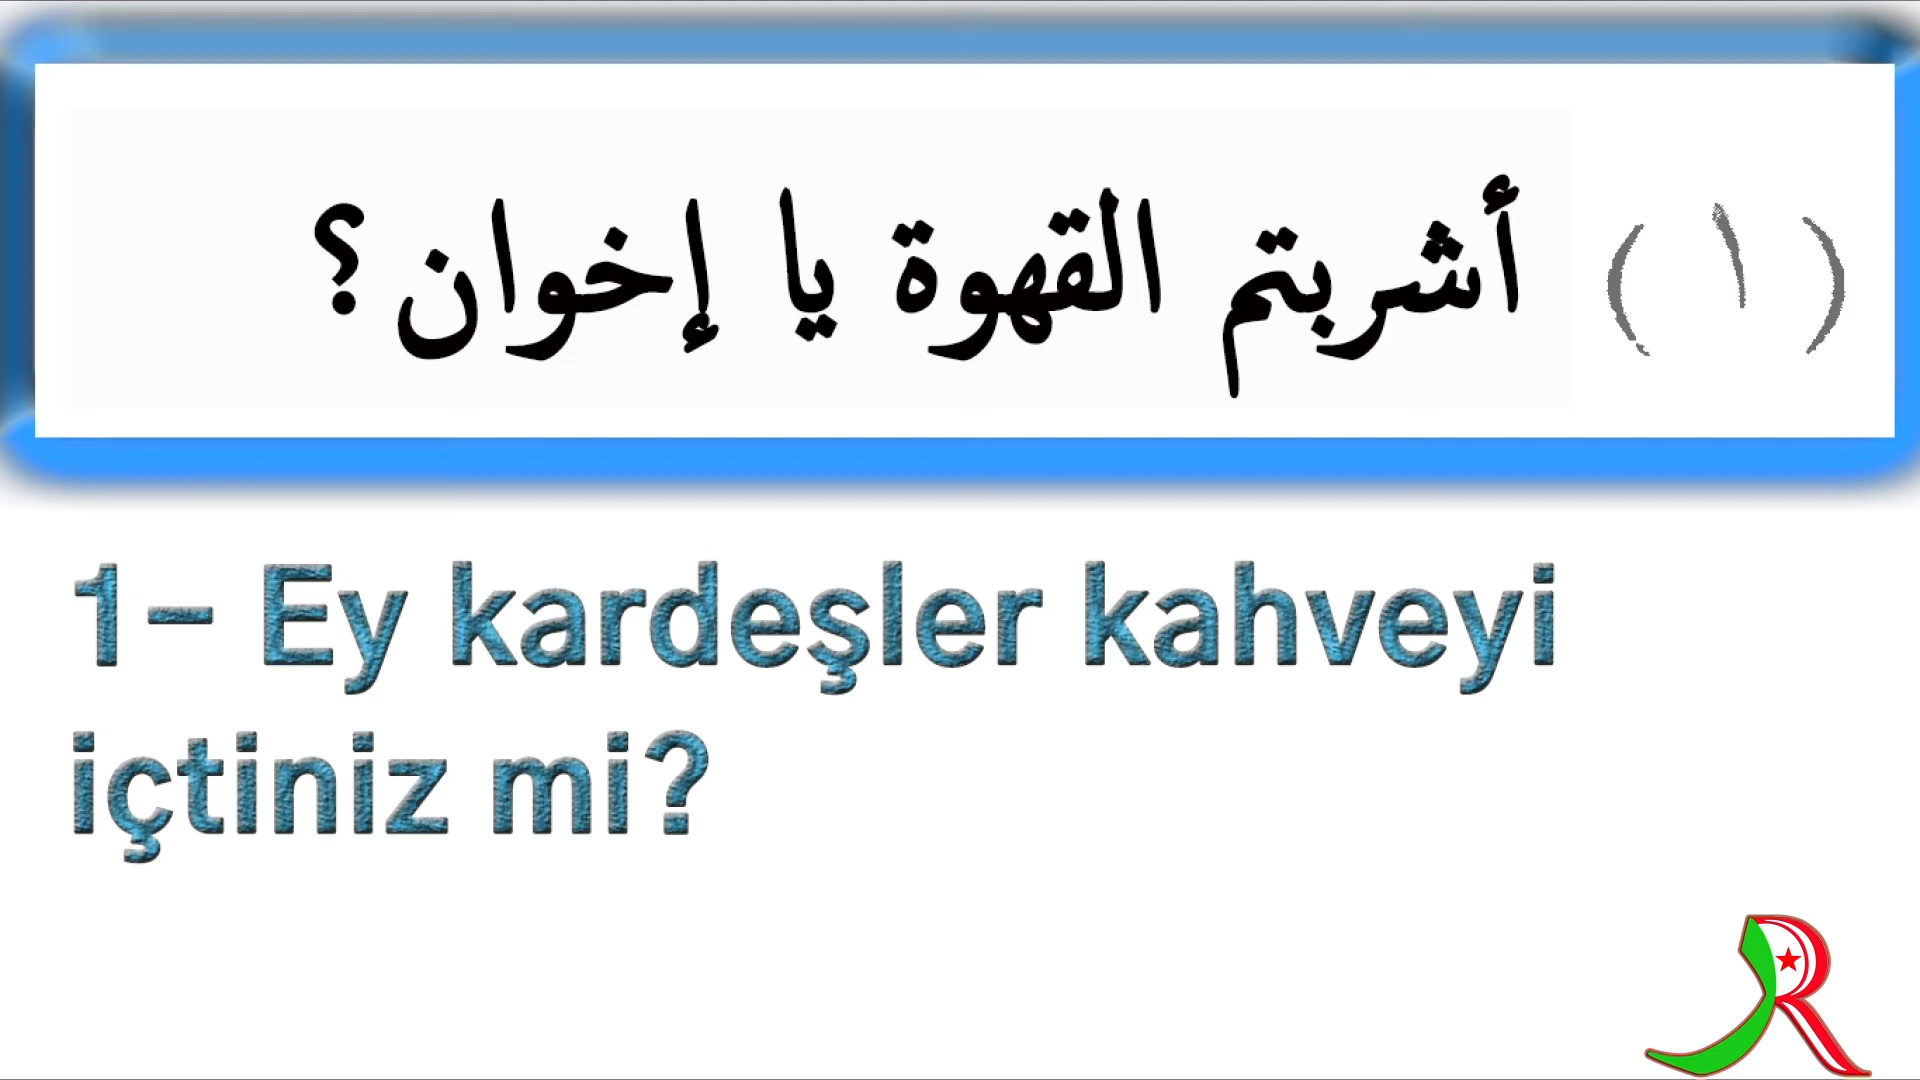 (١) أشربتم القهوة يا إخوان؟
1- Ey kardeşler kahveyi
içtiniz mi?
R